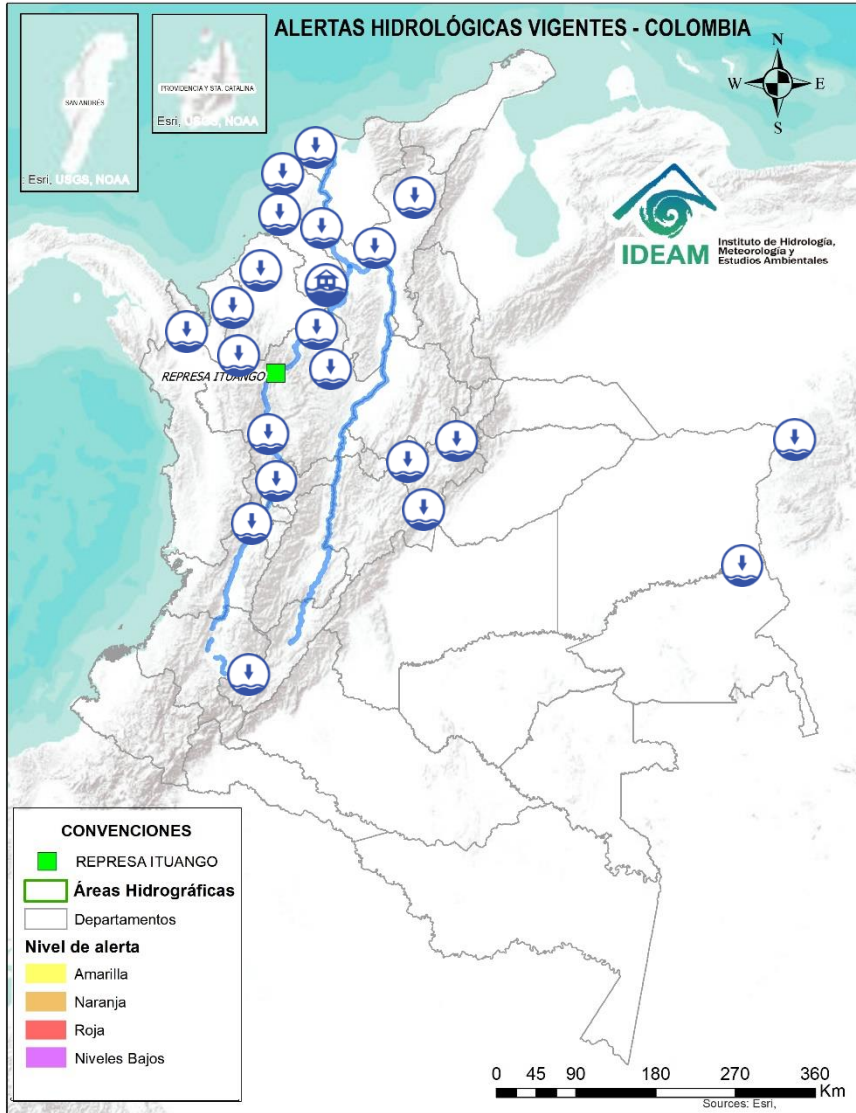 ALERTAS HIDROLÓGICAS VIGENTES - COLOMBIA
SAN ANDRÉS
Esri, USGS, NOAA
PROVIDENCIA Y STA. CATALINA
Esri, USGS, NOAA
N
W E
S
IDEAM
Instituto de Hidrología,
Meteorología y
Estudios Ambientales
REPRESA ITUANGO
CONVENCIONES
REPRESA ITUANGO
Áreas Hidrográficas
Departamentos
Nivel de alerta
Amarilla
Naranja
Roja
Niveles Bajos
0 45 90 180 270 360
Km
Sources: Esri,